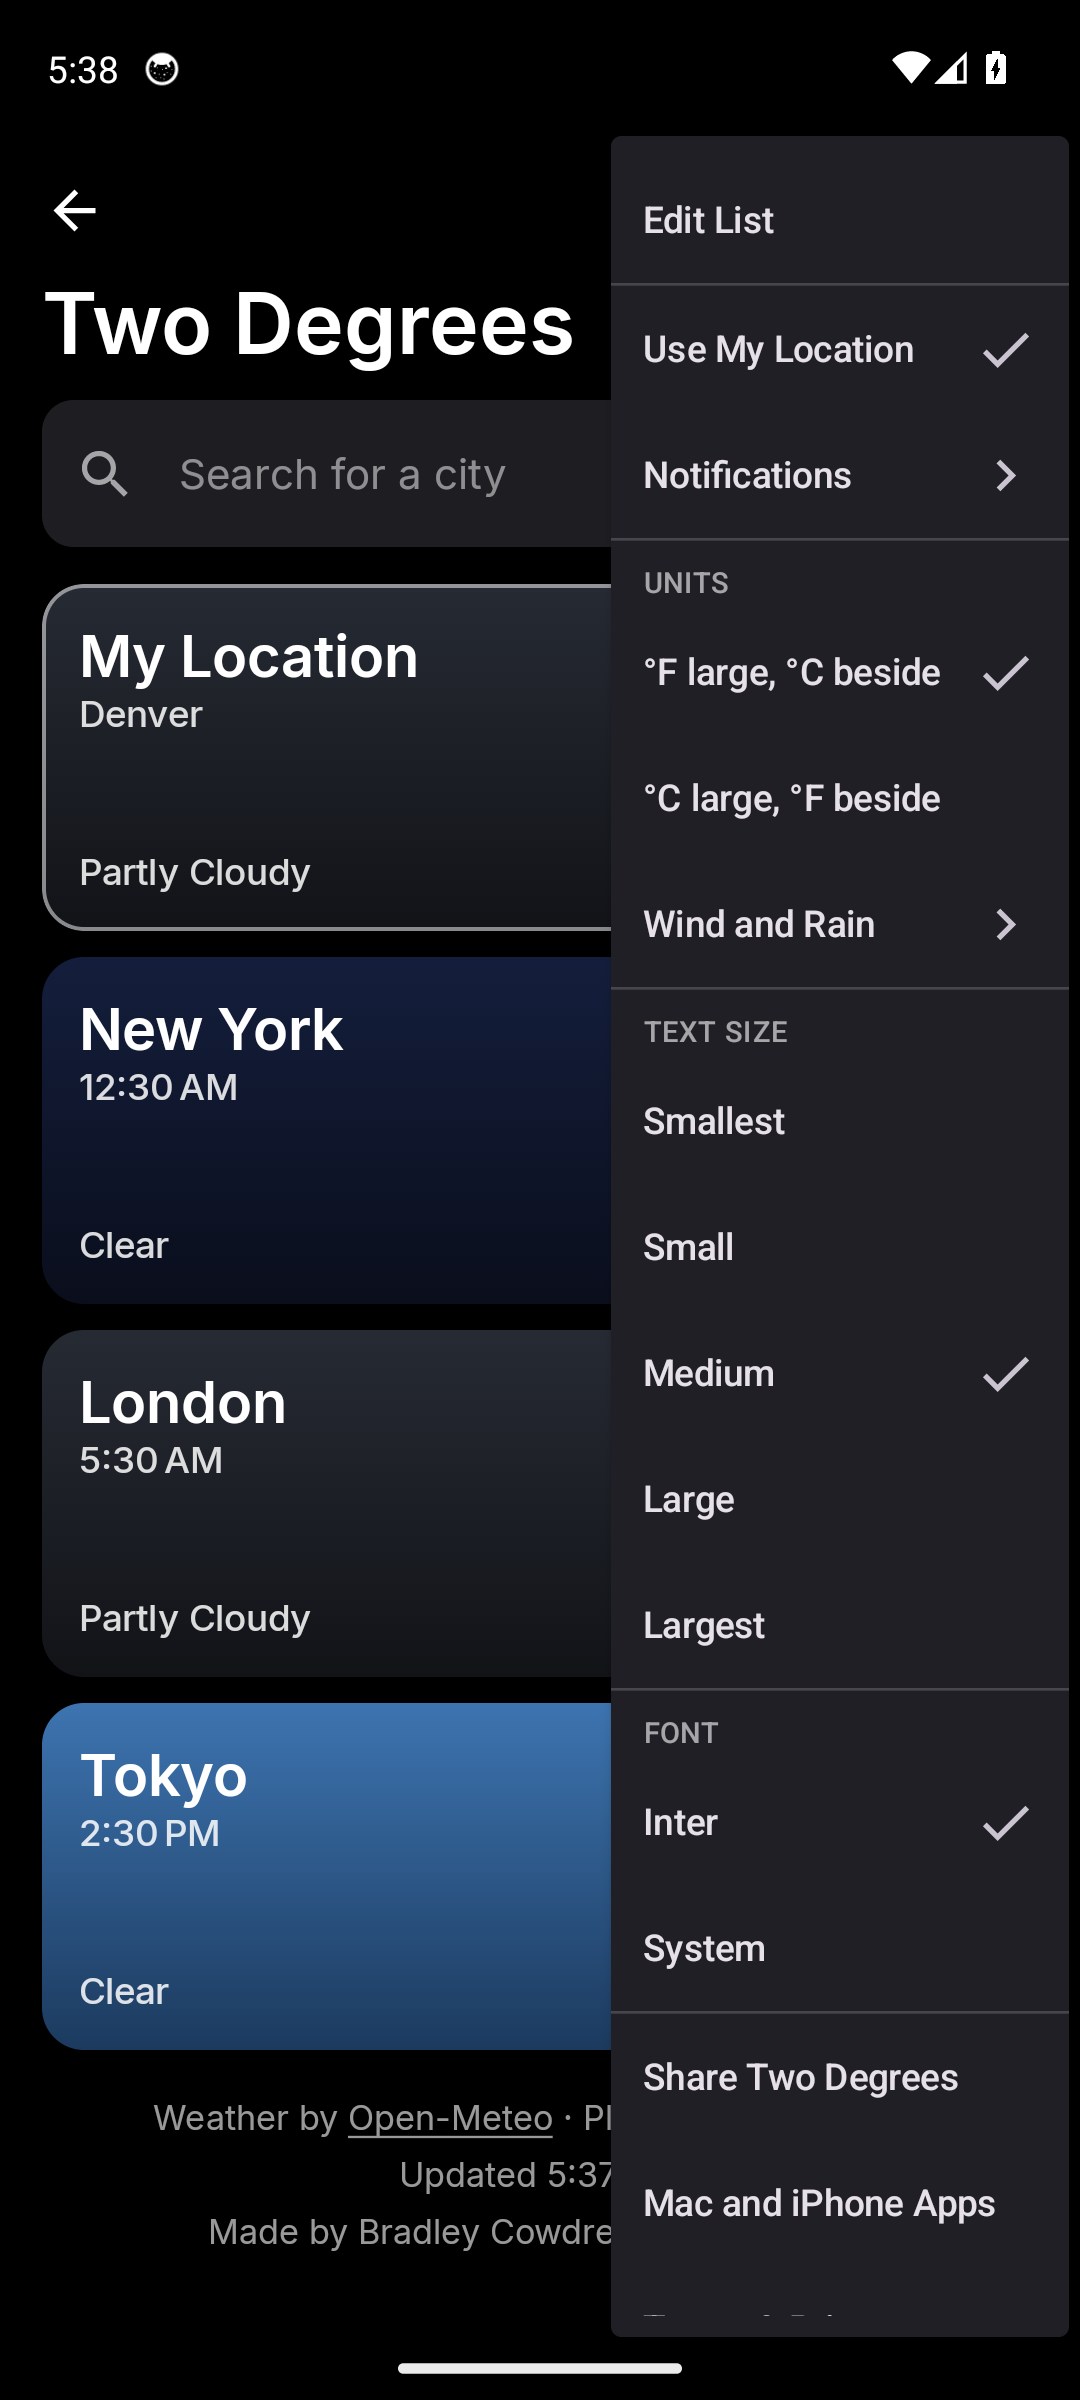 5:38
Two Degrees
Search for a city
My Location
Denver
Partly Cloudy
New York
12:30 AM
Clear
London
5:30 AM
Partly Cloudy
Tokyo
2:30 PM
Clear
Weather by Open-Meteo ·
Updated 5:37
Made by Bradley
Edit List
Use My Location
Notifications
UNITS
°F large, °C beside
°C large, °F beside
Wind and Rain
TEXT SIZE
Smallest
Small
Medium
Large
Largest
FONT
Inter
System
Share Two Degrees
Mac and iPhone Apps